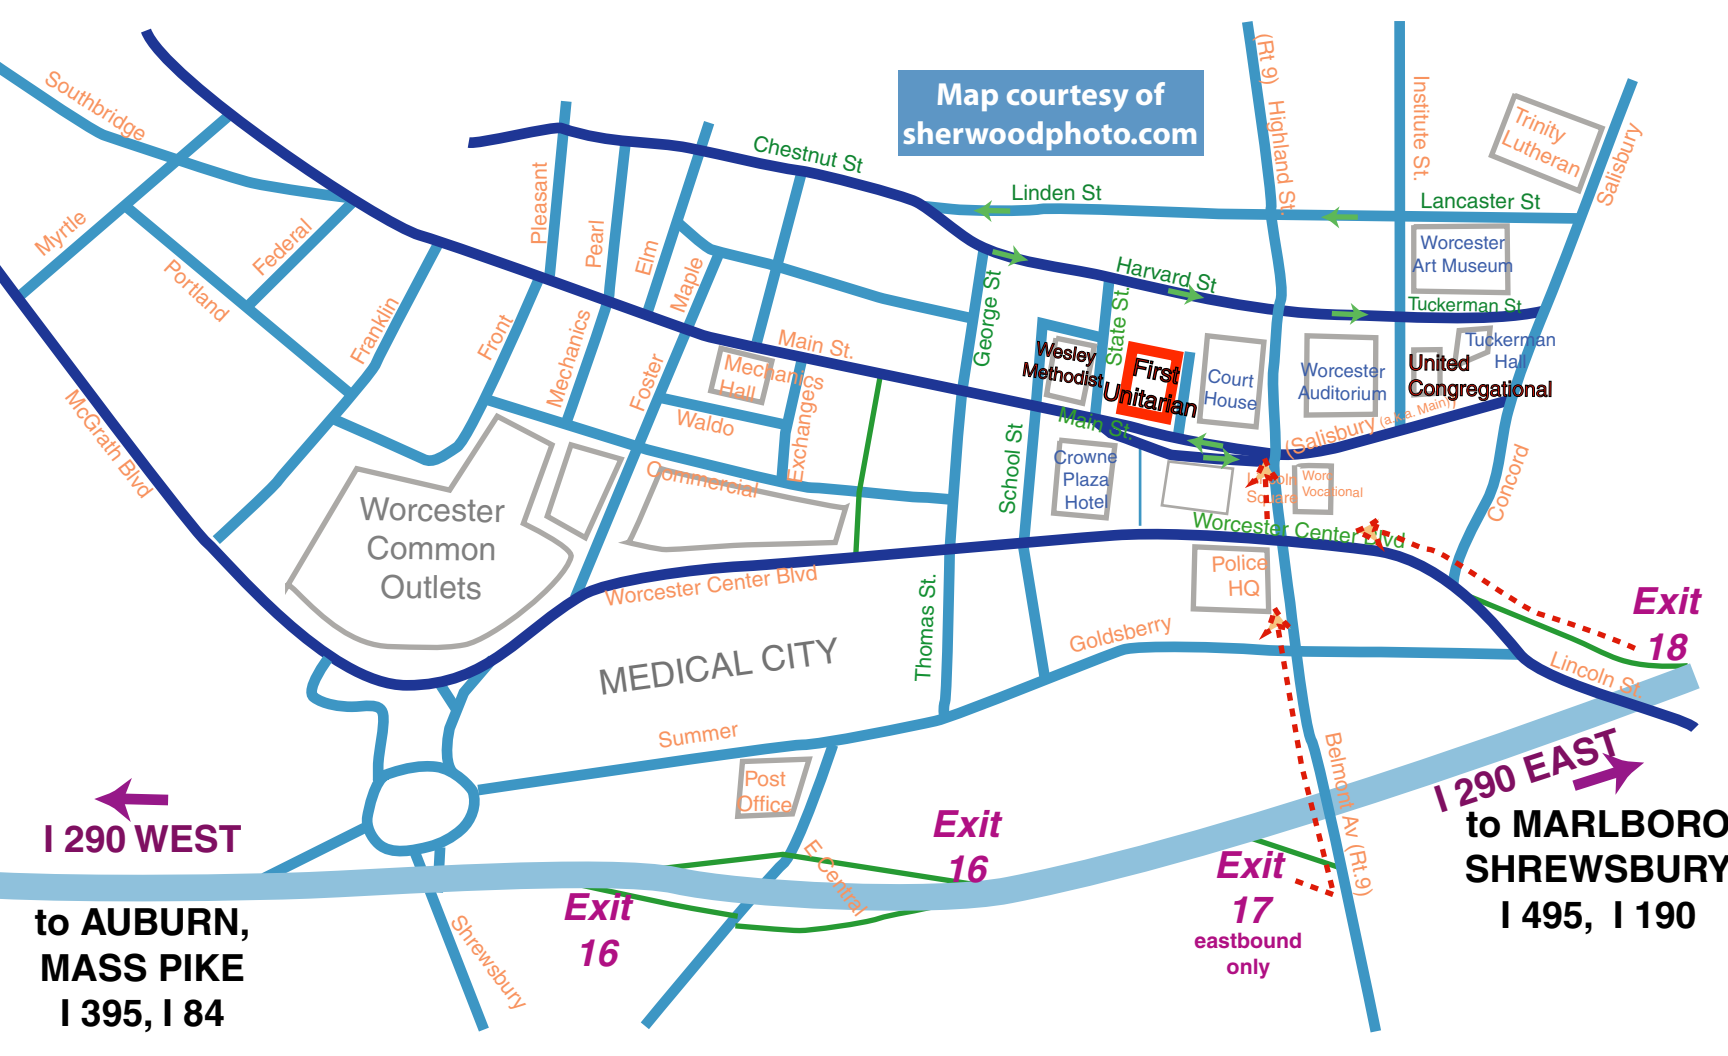 Map courtesy of
sherwoodphoto.com
Southbridge
Myrtle
Federal
Portland
Franklin
McGrath Blvd
Pleasant
Pearl
Elm
Maple
Front
Mechanics
Foster
Chestnut St
Linden St
(Rt 9) Highland St.
Institute St.
Lancaster St
Salisbury
Trinity
Lutheran
Worcester
Art Museum
Harvard St
Tuckerman St
Tuckerman
Hall
George St
State St.
Main St.
Mechanics
Hall
Waldo
Exchange
Commercial
Wesley
Methodist
First
Unitarian
Court
House
Worcester
Auditorium
United
Congregational
Main St.
(Salisbury (a.k.a. Main))
School St
Crowne
Plaza
Hotel
Lincoln
Square
Worc
Vocational
Concord
Worcester Center Blvd
Worcester
Common
Outlets
Worcester Center Blvd
Police
HQ
Thomas St.
Goldsberry
MEDICAL CITY
Exit
18
Lincoln St.
Summer
Post
Office
E Central
Belmont Av (Rt.9)
I 290 EAST
to MARLBORO
SHREWSBURY
I 495, I 190
I 290 WEST
to AUBURN,
MASS PIKE
I 395, I 84
Exit
16
Exit
16
Exit
17
eastbound
only
Shrewsbury